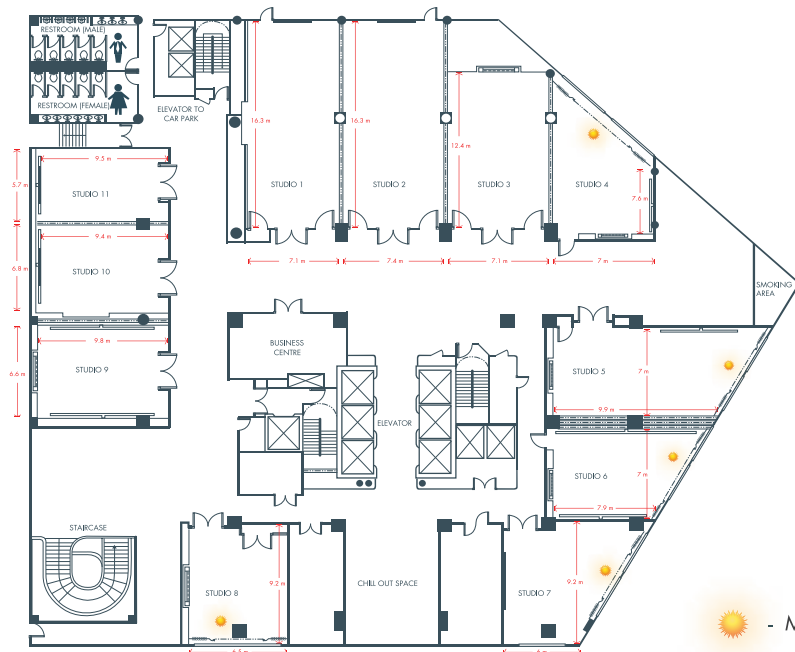 RESTROOM (MALE)
RESTROOM (FEMALE)
ELEVATOR TO
CAR PARK
16.3 m
16.3 m
12.4 m
7.6 m
STUDIO 1
STUDIO 2
STUDIO 3
STUDIO 4
7.1 m
7.4 m
7.1 m
7 m
9.5 m
5.7 m
STUDIO 11
9.4 m
6.8 m
STUDIO 10
9.8 m
6.6 m
STUDIO 9
SMOKING
AREA
BUSINESS
CENTRE
ELEVATOR
STUDIO 5
7 m
9.9 m
STUDIO 6
7 m
7.9 m
STAIRCASE
STUDIO 8
9.2 m
6.5 m
CHILL OUT SPACE
STUDIO 7
9.2 m
6 m
- N